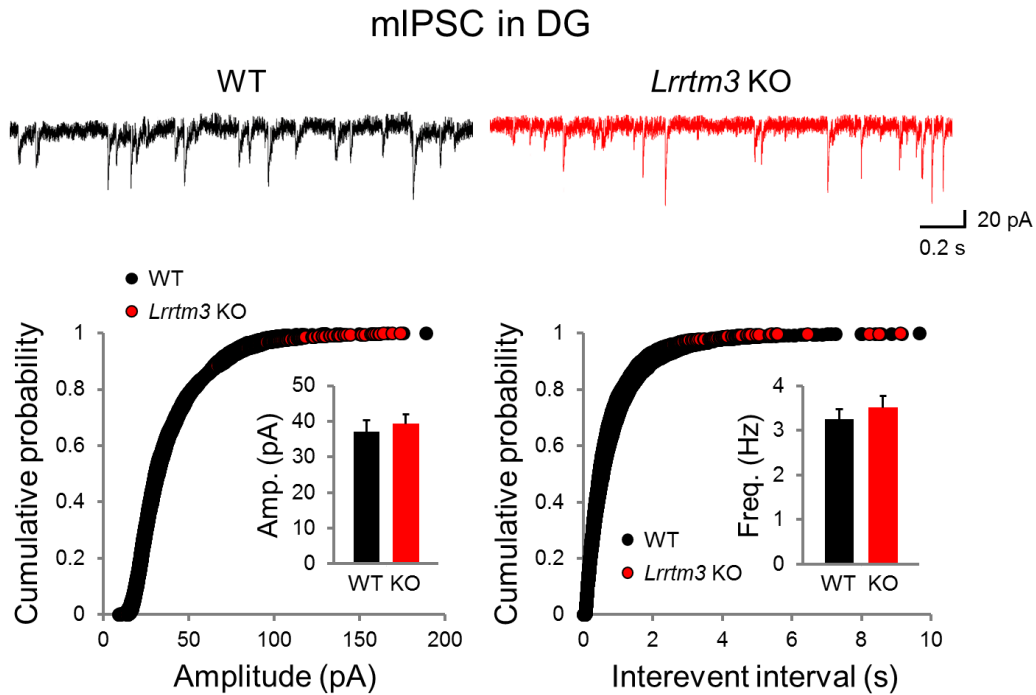 mIPSC in DG
WT
Lrrtm3 KO
20 pA
0.2 s
WT
Lrrtm3 KO
Cumulative probability
1
0.8
0.6
0.4
0.2
0
0
50
100
150
200
Amplitude (pA)
Amp. (pA)
50
40
30
20
10
0
WT
KO
Cumulative probability
1
0.8
0.6
0.4
0.2
0
0
2
4
6
8
10
Interevent interval (s)
WT
Lrrtm3 KO
Freq. (Hz)
4
3
2
1
0
WT
KO